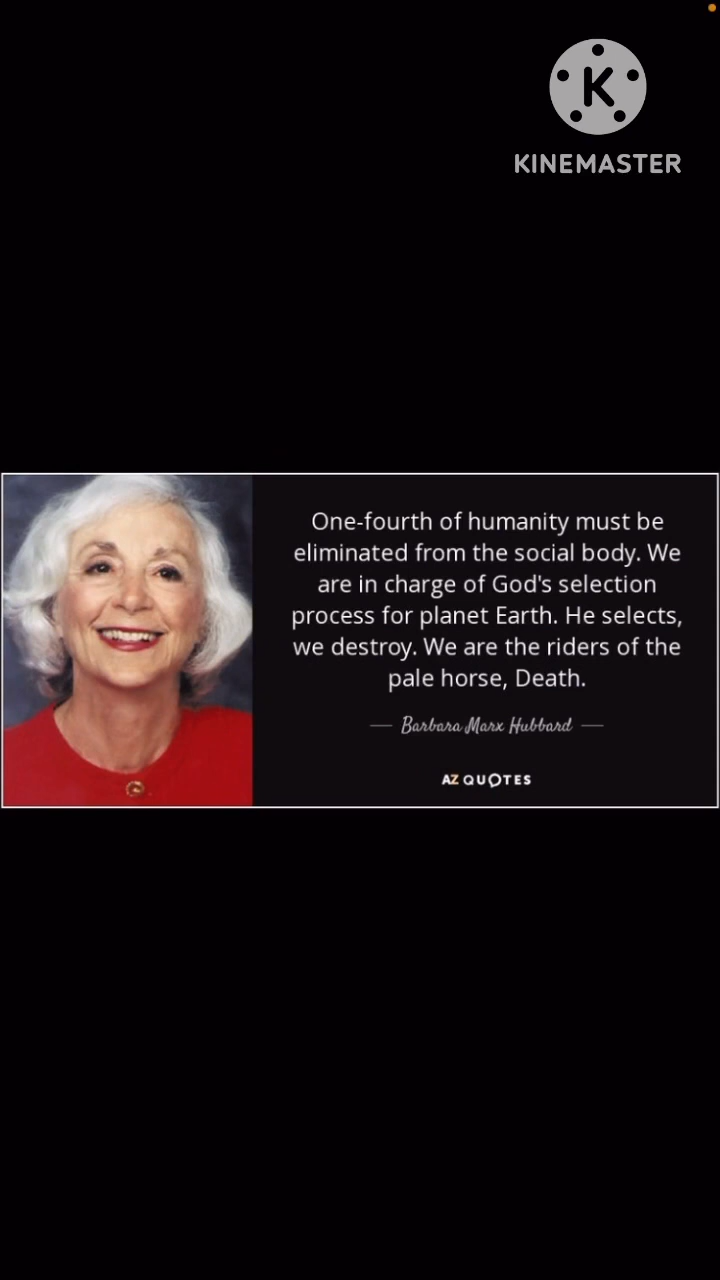 KINEMASTER
One-fourth of humanity must be
eliminated from the social body. We
are in charge of God's selection
process for planet Earth. He selects,
we destroy. We are the riders of the
pale horse, Death.
Barbara Marx Hubbard
AZ QUOTES